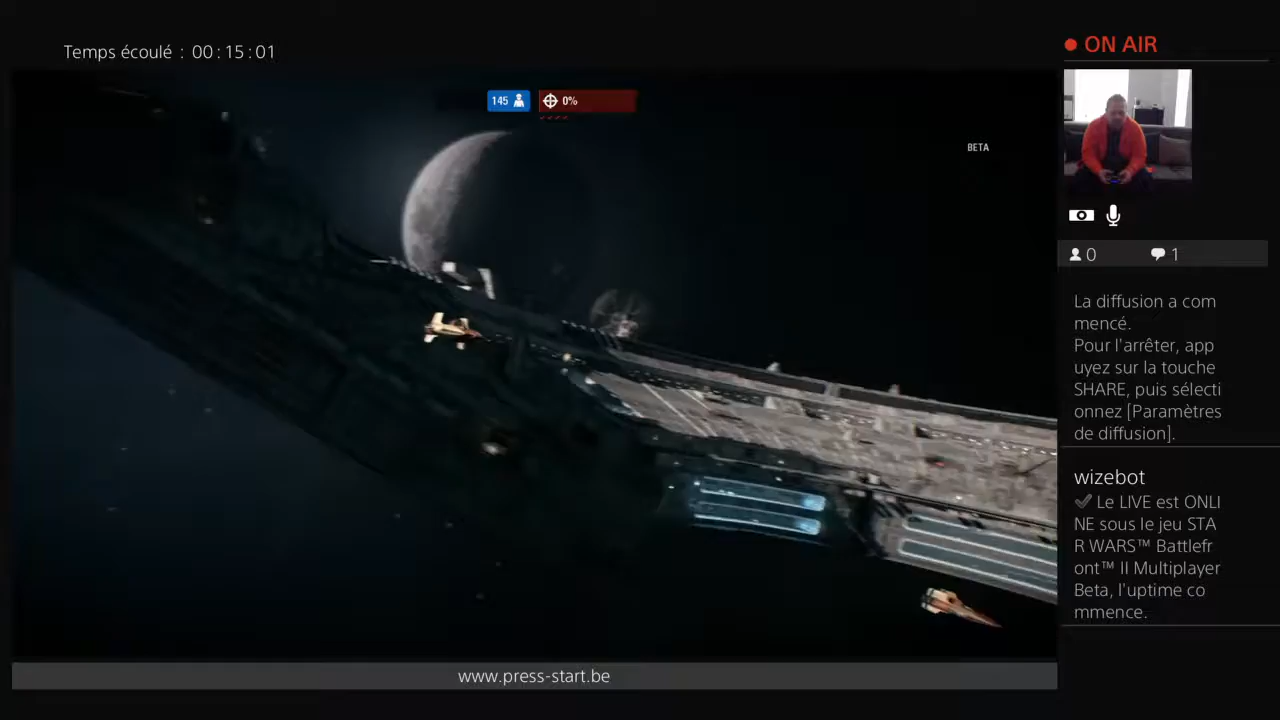 Temps écoulé : 00:15:01
ON AIR
145
0%
BETA
0
1
La diffusion a com
mencé.
Pour l'arrêter, app
uyez sur la touche
SHARE, puis sélecti
onnez [Paramètres
de diffusion].
wizebot
✓ Le LIVE est ONLI
NE sous le jeu STA
R WARS™ Battlefr
ont™ II Multiplayer
Beta, l'uptime co
mmence.
www.press-start.be